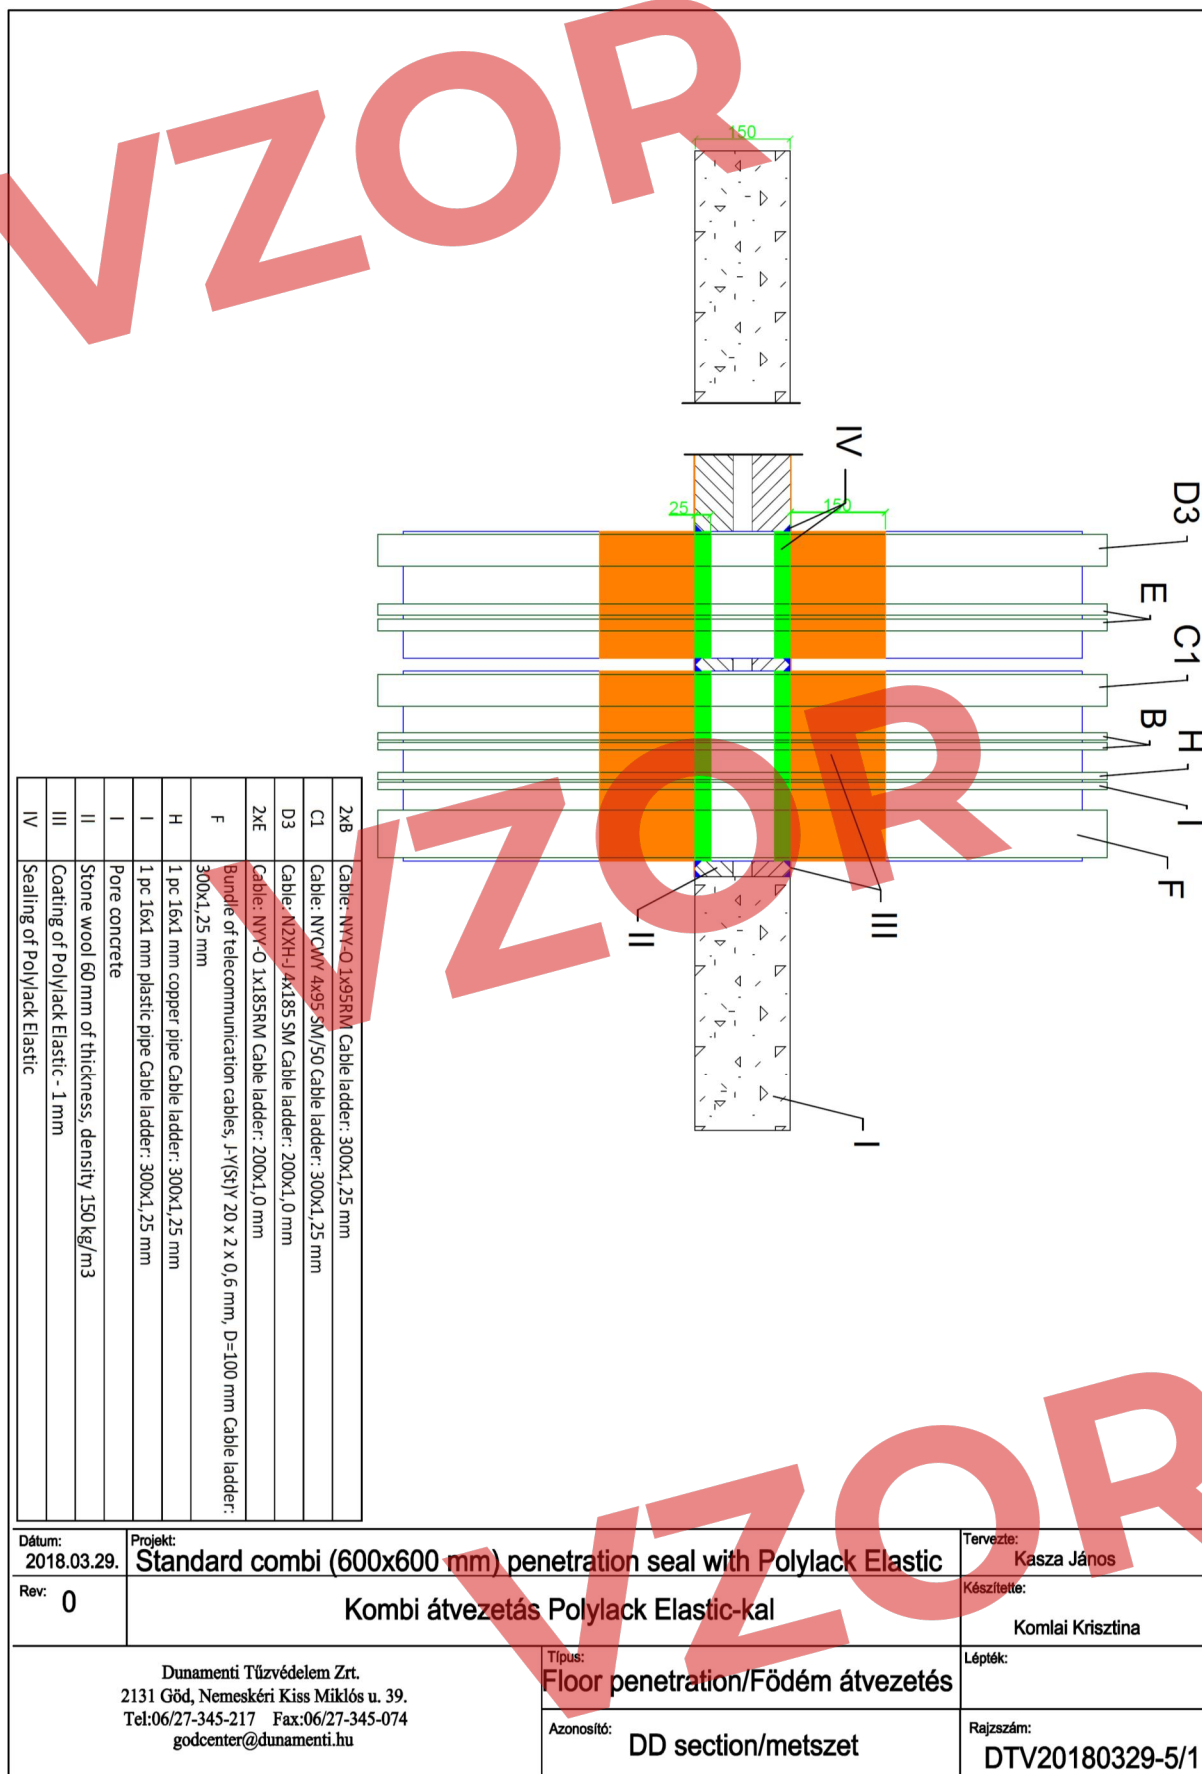 VZOR
150
IV
25
150
D3
E
C1
B
H
I
F
III
II
I
VZOR
2xB Cable: NYY-O 1x95RM Cable ladder: 300x1,25 mm
C1 Cable: NYCWY 4x95 SM/50 Cable ladder: 300x1,25 mm
D3 Cable: N2XH-J 4x185 SM Cable ladder: 200x1,0 mm
2xE Cable: NYY-O 1x185RM Cable ladder: 200x1,0 mm
F Bundle of telecommunication cables, J-Y(St)Y 20 x 2 x 0,6 mm, D=100 mm Cable ladder:
300x1,25 mm
H 1 pc 16x1 mm copper pipe Cable ladder: 300x1,25 mm
I 1 pc 16x1 mm plastic pipe Cable ladder: 300x1,25 mm
I Pore concrete
II Stone wool 60 mm of thickness, density 150 kg/m3
III Coating of Polylack Elastic - 1 mm
IV Sealing of Polylack Elastic
VZOR
Dátum:
2018.03.29.
Projekt:
Standard combi (600x600 mm) penetration seal with Polylack Elastic
Tervezte:
Kasza János
Rev: 0
Kombi átvezetés Polylack Elastic-kal
Készítette:
Komlai Krisztina
Dunamenti Tűzvédelem Zrt.
2131 Göd, Nemeskéri Kiss Miklós u. 39.
Tel:06/27-345-217 Fax:06/27-345-074
godcenter@dunamenti.hu
Típus:
Floor penetration/Födém átvezetés
Lépték:
Azonosító:
DD section/metszet
Rajzszám:
DTV20180329-5/1